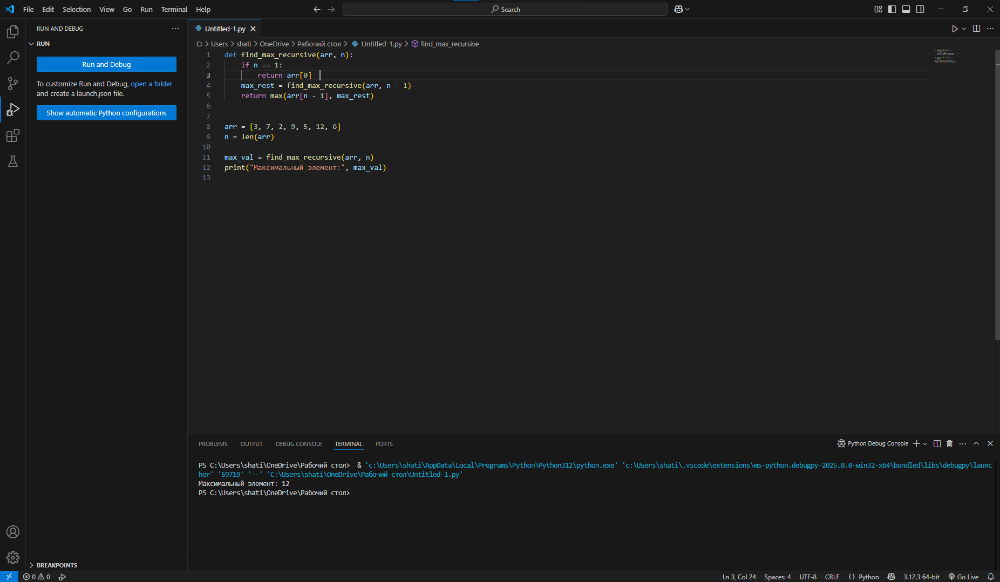 File Edit Selection View Go Run Terminal Help
Search
RUN AND DEBUG
RUN
Run and Debug
To customize Run and Debug, open a folder
and create a launch.json file.
Show automatic Python configurations
BREAKPOINTS
Untitled-1.py
C: > Users > shati > OneDrive > Рабочий стол > Untitled-1.py > find_max_recursive
1 def find_max_recursive(arr, n):
2     if n == 1:
3         return arr[0]
4     max_rest = find_max_recursive(arr, n - 1)
5     return max(arr[n - 1], max_rest)
6
7
8 arr = [3, 7, 2, 9, 5, 12, 6]
9 n = len(arr)
10
11 max_val = find_max_recursive(arr, n)
12 print("Максимальный элемент:", max_val)
13
PROBLEMS OUTPUT DEBUG CONSOLE TERMINAL PORTS
Python Debug Console
PS C:\Users\shati\OneDrive\Рабочий стол>  & 'c:\Users\shati\AppData\Local\Programs\Python\Python312\python.exe' 'c:\Users\shati\.vscode\extensions\ms-python.debugpy-2025.8.0-win32-x64\bundled\libs\debugpy\launc
her' '59719' '--' 'C:\Users\shati\OneDrive\Рабочий стол\Untitled-1.py'
Максимальный элемент: 12
PS C:\Users\shati\OneDrive\Рабочий стол>
0 0
Ln 3, Col 24 Spaces: 4 UTF-8 CRLF {} Python 3.12.3 64-bit Go Live